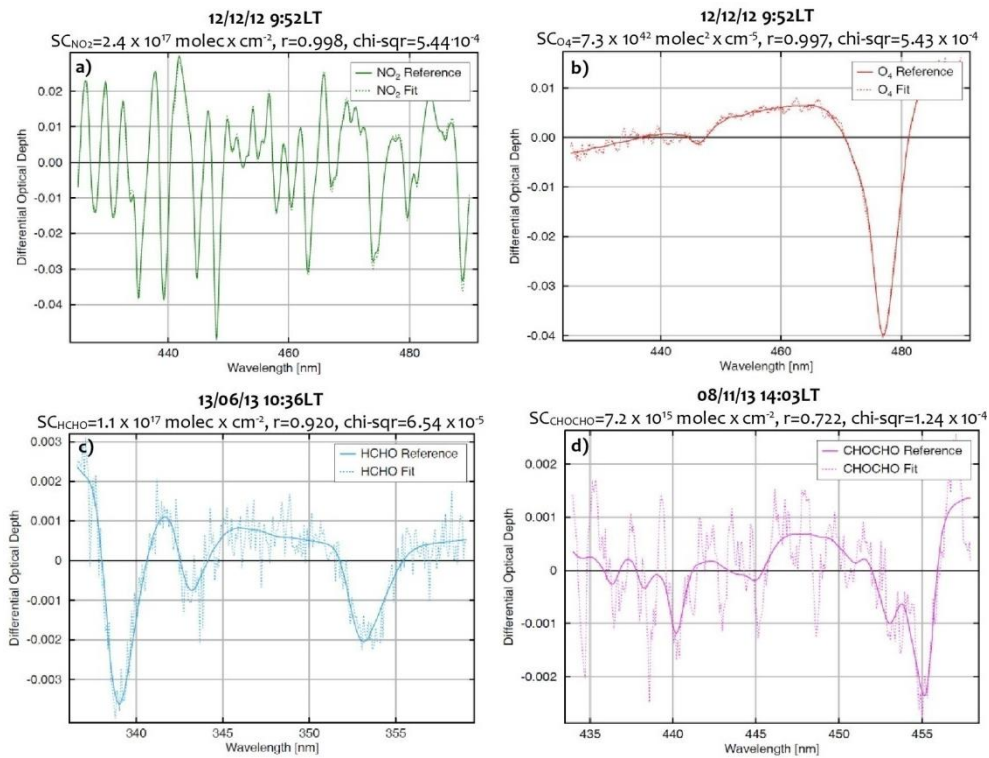 12/12/12 9:52LT
SC_NO₂=2.4 x 10¹⁷ molec x cm⁻², r=0.998, chi-sqr=5.44·10⁻⁴
a)
NO₂ Reference
NO₂ Fit
0.02
0.01
0.00
-0.01
-0.02
-0.03
-0.04
Differential Optical Depth
440
460
480
Wavelength [nm]
12/12/12 9:52LT
SC_O₄=7.3 x 10⁴² molec² x cm⁻⁵, r=0.997, chi-sqr=5.43 x 10⁻⁴
b)
O₄ Reference
O₄ Fit
0.01
0.00
-0.01
-0.02
-0.03
-0.04
Differential Optical Depth
440
460
480
Wavelength [nm]
13/06/13 10:36LT
SC_HCHO=1.1 x 10¹⁷ molec x cm⁻², r=0.920, chi-sqr=6.54 x 10⁻⁵
c)
HCHO Reference
HCHO Fit
0.003
0.002
0.001
0
-0.001
-0.002
-0.003
Differential Optical Depth
340
345
350
355
Wavelength [nm]
08/11/13 14:03LT
SC_CHOCHO=7.2 x 10¹⁵ molec x cm⁻², r=0.722, chi-sqr=1.24 x 10⁻⁴
d)
CHOCHO Reference
CHOCHO Fit
0.002
0.001
0
-0.001
-0.002
Differential Optical Depth
435
440
445
450
455
Wavelength [nm]